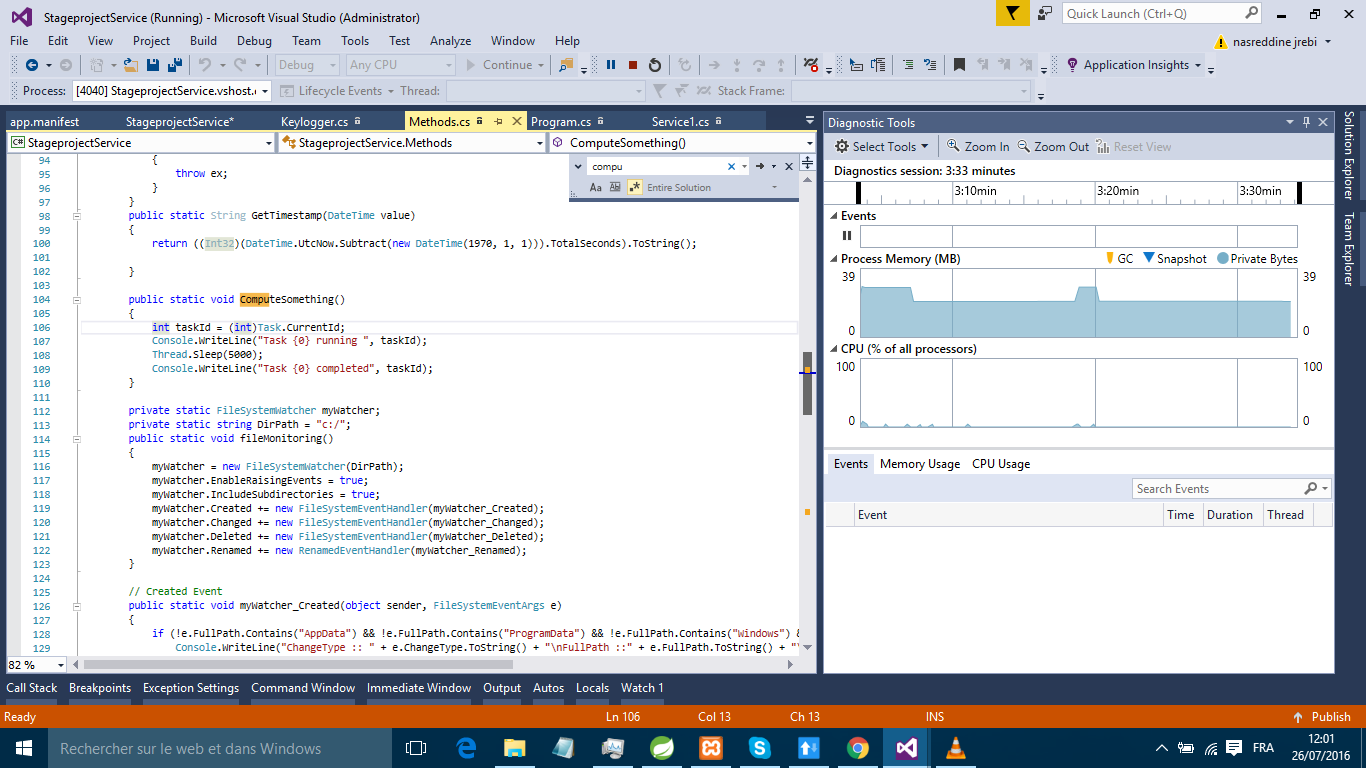 StageprojectService (Running) - Microsoft Visual Studio (Administrator)
Quick Launch (Ctrl+Q)
File Edit View Project Build Debug Team Tools Test Analyze Window Help
nasreddine jrebi
Debug Any CPU Continue Application Insights
Process: [4040] StageprojectService.vshost. Lifecycle Events Thread: Stack Frame:
app.manifest StageprojectService* Keylogger.cs Methods.cs Program.cs Service1.cs
StageprojectService StageprojectService.Methods ComputeSomething()
compu
Aa Entire Solution
94 {
95 throw ex;
96 }
97 }
98 public static String GetTimestamp(DateTime value)
99 {
100 return ((Int32)(DateTime.UtcNow.Subtract(new DateTime(1970, 1, 1))).TotalSeconds).ToString();
101
102 }
103
104 public static void ComputeSomething()
105 {
106 int taskId = (int)Task.CurrentId;
107 Console.WriteLine("Task {0} running ", taskId);
108 Thread.Sleep(5000);
109 Console.WriteLine("Task {0} completed", taskId);
110 }
111
112 private static FileSystemWatcher myWatcher;
113 private static string DirPath = "c:/";
114 public static void fileMonitoring()
115 {
116 myWatcher = new FileSystemWatcher(DirPath);
117 myWatcher.EnableRaisingEvents = true;
118 myWatcher.IncludeSubdirectories = true;
119 myWatcher.Created += new FileSystemEventHandler(myWatcher_Created);
120 myWatcher.Changed += new FileSystemEventHandler(myWatcher_Changed);
121 myWatcher.Deleted += new FileSystemEventHandler(myWatcher_Deleted);
122 myWatcher.Renamed += new RenamedEventHandler(myWatcher_Renamed);
123 }
124
125 // Created Event
126 public static void myWatcher_Created(object sender, FileSystemEventArgs e)
127 {
128 if (!e.FullPath.Contains("AppData") && !e.FullPath.Contains("ProgramData") && !e.FullPath.Contains("Windows") &
129 Console.WriteLine("ChangeType :: " + e.ChangeType.ToString() + "\nFullPath ::" + e.FullPath.ToString() + "\
82 %
Diagnostic Tools
Select Tools Zoom In Zoom Out Reset View
Diagnostics session: 3:33 minutes
3:10min 3:20min 3:30min
Events
Process Memory (MB) GC Snapshot Private Bytes
39 39
0 0
CPU (% of all processors)
100 100
0 0
Events Memory Usage CPU Usage
Search Events
Event Time Duration Thread
Solution Explorer
Team Explorer
Call Stack Breakpoints Exception Settings Command Window Immediate Window Output Autos Locals Watch 1
Ready Ln 106 Col 13 Ch 13 INS Publish
Rechercher sur le web et dans Windows
FRA
12:01
26/07/2016